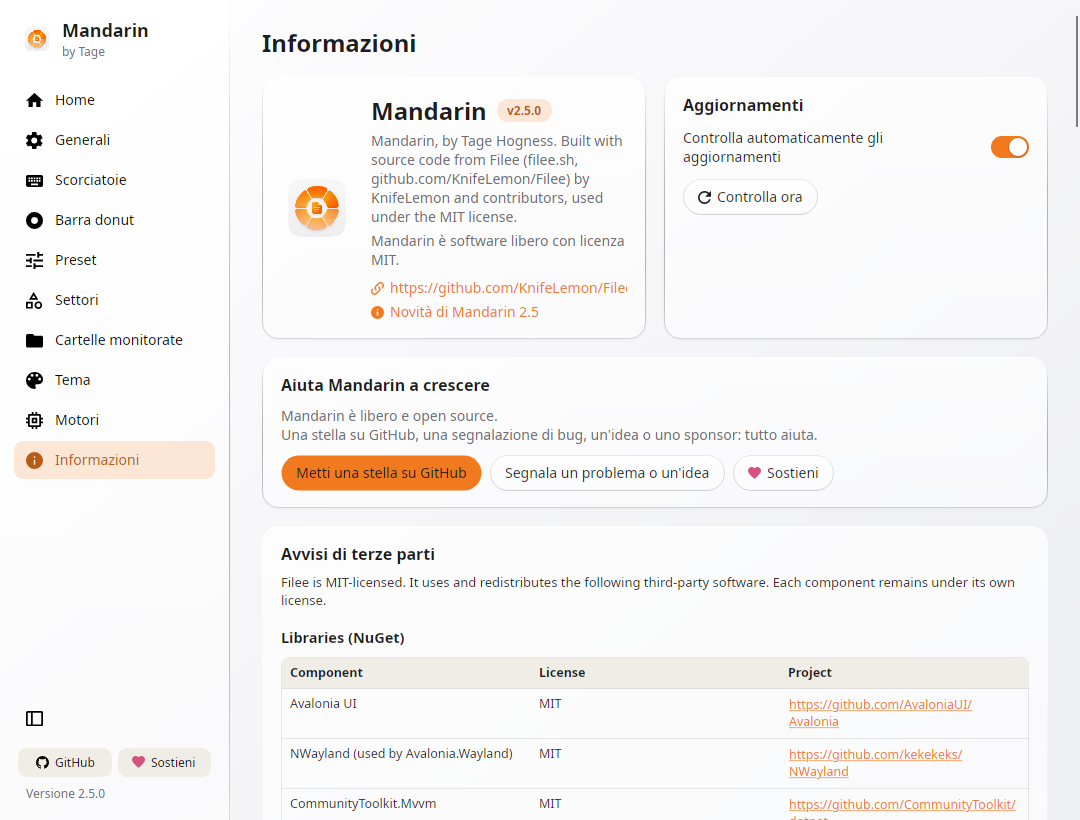 Mandarin
by Tage
Home
Generali
Scorciatoie
Barra donut
Preset
Settori
Cartelle monitorate
Tema
Motori
Informazioni
GitHub
Sostieni
Versione 2.5.0
Informazioni
Mandarin v2.5.0
Mandarin, by Tage Hogness. Built with
source code from Filee (filee.sh,
github.com/KnifeLemon/Filee) by
KnifeLemon and contributors, used
under the MIT license.
Mandarin è software libero con licenza
MIT.
https://github.com/KnifeLemon/Filee
Novità di Mandarin 2.5
Aggiornamenti
Controlla automaticamente gli
aggiornamenti
Controlla ora
Aiuta Mandarin a crescere
Mandarin è libero e open source.
Una stella su GitHub, una segnalazione di bug, un'idea o uno sponsor: tutto aiuta.
Metti una stella su GitHub
Segnala un problema o un'idea
Sostieni
Avvisi di terze parti
Filee is MIT-licensed. It uses and redistributes the following third-party software. Each component remains under its own
license.
Libraries (NuGet)
Component License Project
Avalonia UI MIT https://github.com/AvaloniaUI/
Avalonia
NWayland (used by Avalonia.Wayland) MIT https://github.com/kekekeks/
NWayland
CommunityToolkit.Mvvm MIT https://github.com/CommunityToolkit/